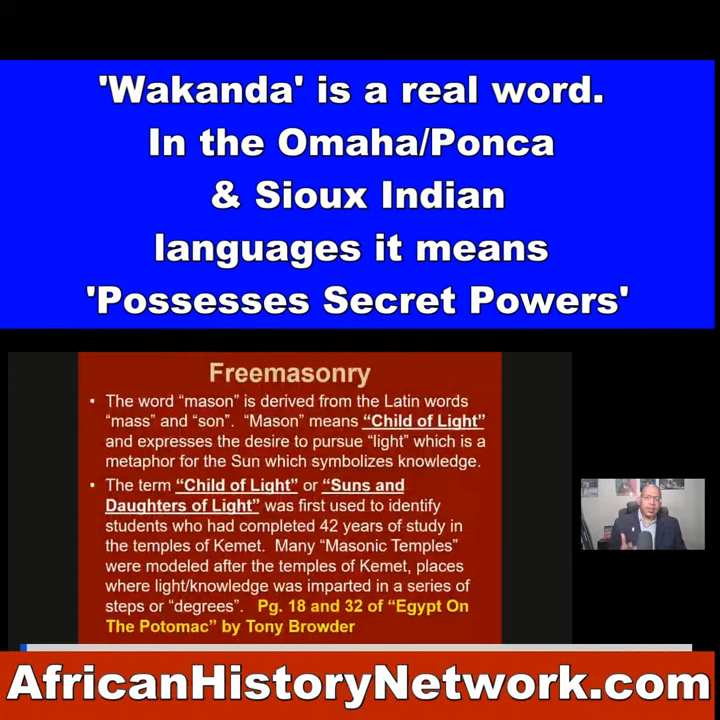 'Wakanda' is a real word.
In the Omaha/Ponca
& Sioux Indian
languages it means
'Possesses Secret Powers'
Freemasonry
• The word “mason” is derived from the Latin words
“mass” and “son”. “Mason” means “Child of Light”
and expresses the desire to pursue “light” which is a
metaphor for the Sun which symbolizes knowledge.
• The term “Child of Light” or “Suns and
Daughters of Light” was first used to identify
students who had completed 42 years of study in
the temples of Kemet. Many “Masonic Temples”
were modeled after the temples of Kemet, places
where light/knowledge was imparted in a series of
steps or “degrees”. Pg. 18 and 32 of “Egypt On
The Potomac” by Tony Browder
AfricanHistoryNetwork.com